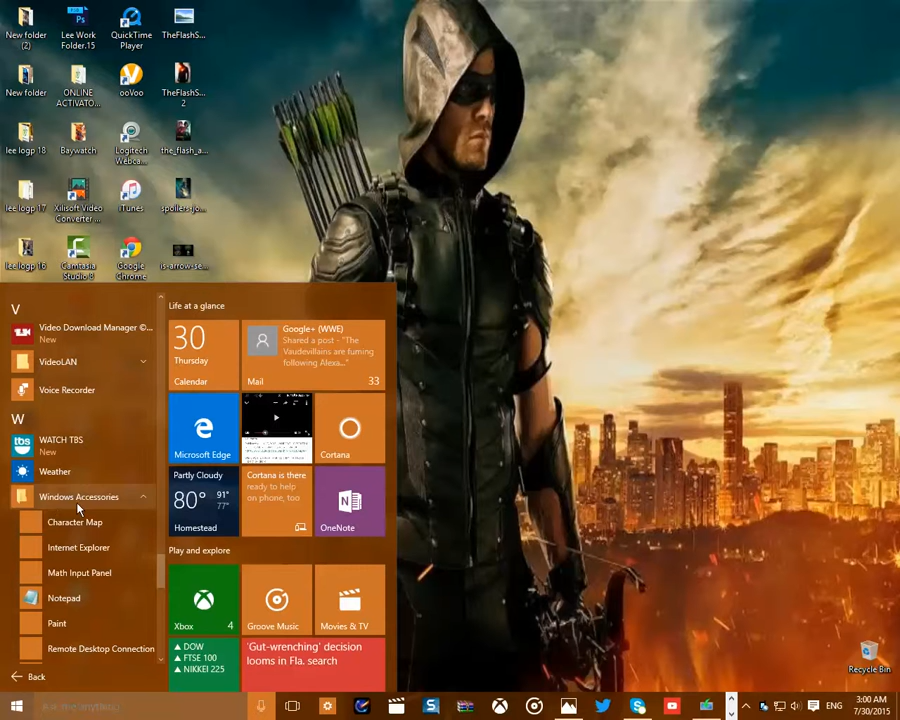 New folder
(2)
Lee Work
Folder.15
QuickTime
Player
TheFlashS...
New folder
ONLINE
ACTIVATO...
ooVoo
TheFlashS...
2
lee logp 18
Baywatch
Logitech
Webca...
the_flash_a...
lee logp 17
Xilisoft Video
Converter ...
iTunes
spoilers-jo...
lee.logp 16
Camtasia
Studio 8
Google
Chrome
is-arrow-se...
V
Video Download Manager ©...
New
VideoLAN
Voice Recorder
W
WATCH TBS
New
Weather
Windows Accessories
Character Map
Internet Explorer
Math Input Panel
Notepad
Paint
Remote Desktop Connection
Back
Life at a glance
30
Thursday
Calendar
Google+ (WWE)
Shared a post - "The
Vaudevillains are fuming
following Alexa...
Mail
33
Microsoft Edge
Cortana
Partly Cloudy
80°
91°
77°
Homestead
Cortana is there
ready to help
on phone, too
OneNote
Play and explore
Xbox
4
Groove Music
Movies & TV
▲ DOW
▲ FTSE 100
▲ NIKKEI 225
'Gut-wrenching' decision
looms in Fla. search
Recycle Bin
tbs
ENG
3:00 AM
7/30/2015